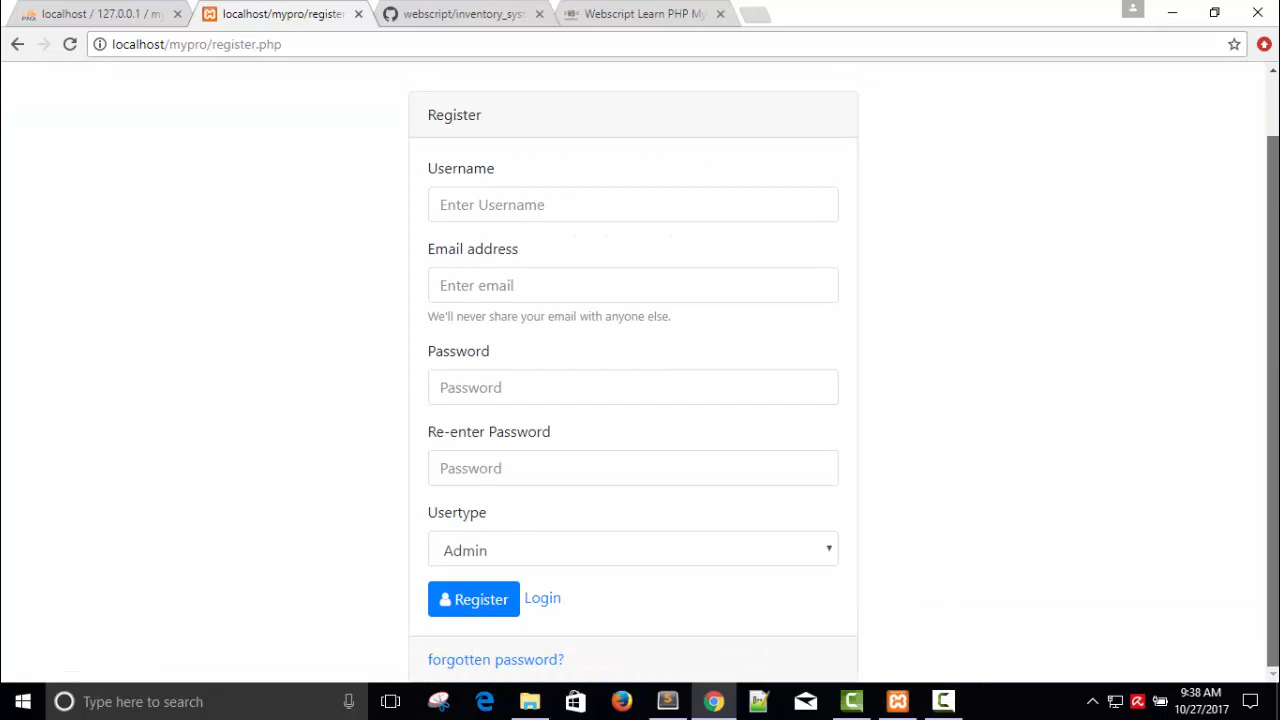 localhost / 127.0.0.1 / my
localhost/mypro/register
webscript/inventory_syst
Webscript Learn PHP My
localhost/mypro/register.php
Register
Username
Enter Username
Email address
Enter email
We'll never share your email with anyone else.
Password
Password
Re-enter Password
Password
Usertype
Admin
Register Login
forgotten password?
Type here to search
9:38 AM
10/27/2017